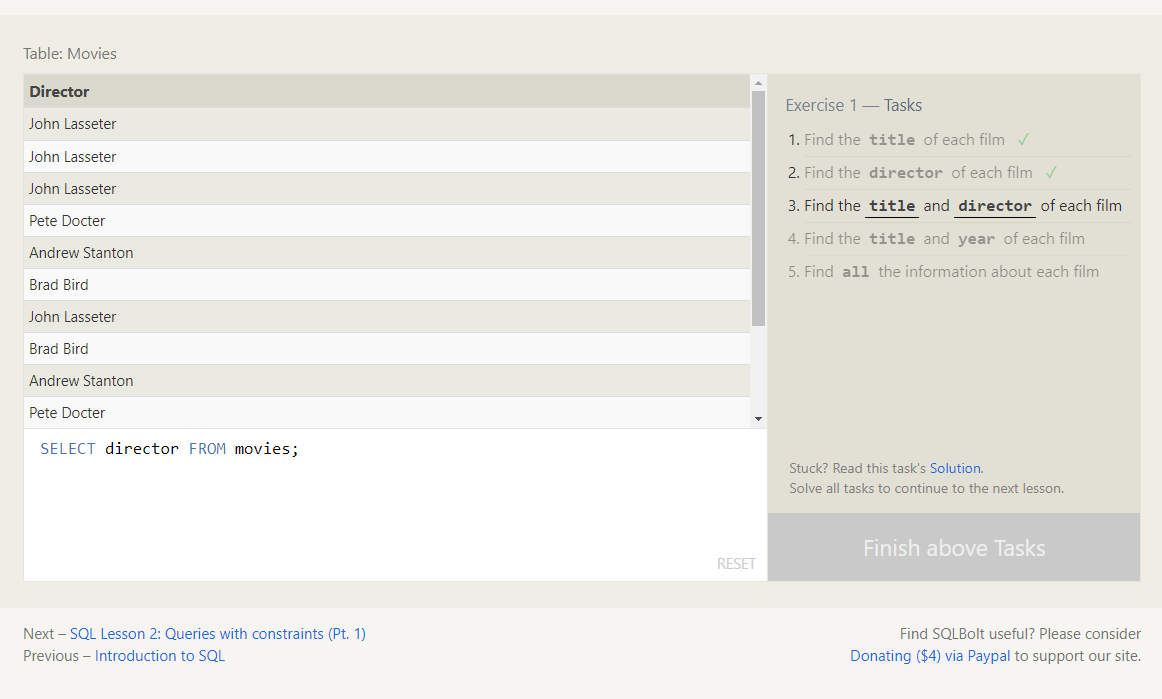 Table: Movies
Director
John Lasseter
John Lasseter
John Lasseter
Pete Docter
Andrew Stanton
Brad Bird
John Lasseter
Brad Bird
Andrew Stanton
Pete Docter
SELECT director FROM movies;
RESET
Exercise 1 — Tasks
1. Find the title of each film ✓
2. Find the director of each film ✓
3. Find the title and director of each film
4. Find the title and year of each film
5. Find all the information about each film
Stuck? Read this task's Solution.
Solve all tasks to continue to the next lesson.
Finish above Tasks
Next – SQL Lesson 2: Queries with constraints (Pt. 1)
Previous – Introduction to SQL
Find SQLBolt useful? Please consider
Donating ($4) via Paypal to support our site.